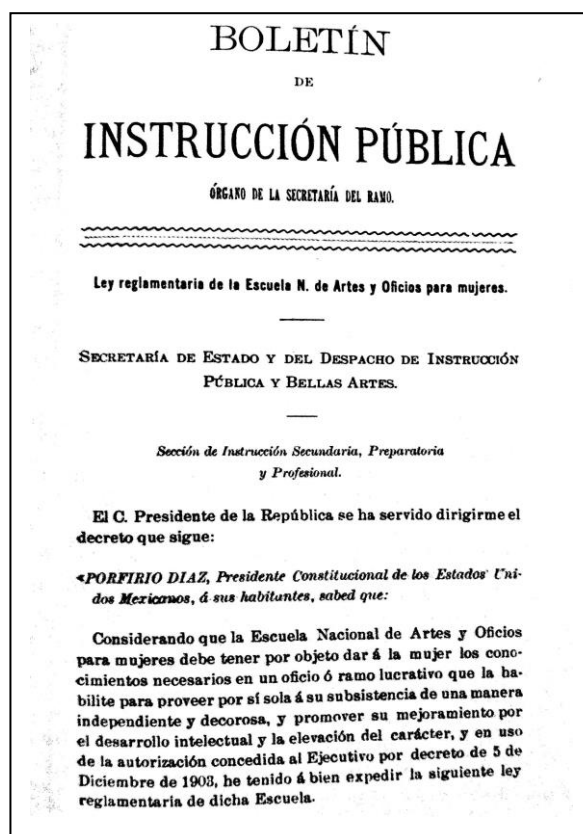 BOLETÍN
DE
INSTRUCCIÓN PÚBLICA
ÓRGANO DE LA SECRETARÍA DEL RAMO.
Ley reglamentaria de la Escuela N. de Artes y Oficios para mujeres.
SECRETARÍA DE ESTADO Y DEL DESPACHO DE INSTRUCCIÓN
PÚBLICA Y BELLAS ARTES.
Sección de Instrucción Secundaria, Preparatoria
y Profesional.
El C. Presidente de la República se ha servido dirigirme el
decreto que sigue:
«PORFIRIO DIAZ, Presidente Constitucional de los Estados Uni-
dos Mexicanos, á sus habitantes, sabed que:
Considerando que la Escuela Nacional de Artes y Oficios
para mujeres debe tener por objeto dar á la mujer los cono-
cimientos necesarios en un oficio ó ramo lucrativo que la ha-
bilite para proveer por sí sola á su subsistencia de una manera
independiente y decorosa, y promover su mejoramiento por
el desarrollo intelectual y la elevación del carácter, y en uso
de la autorización concedida al Ejecutivo por decreto de 5 de
Diciembre de 1903, he tenido á bien expedir la siguiente ley
reglamentaria de dicha Escuela.